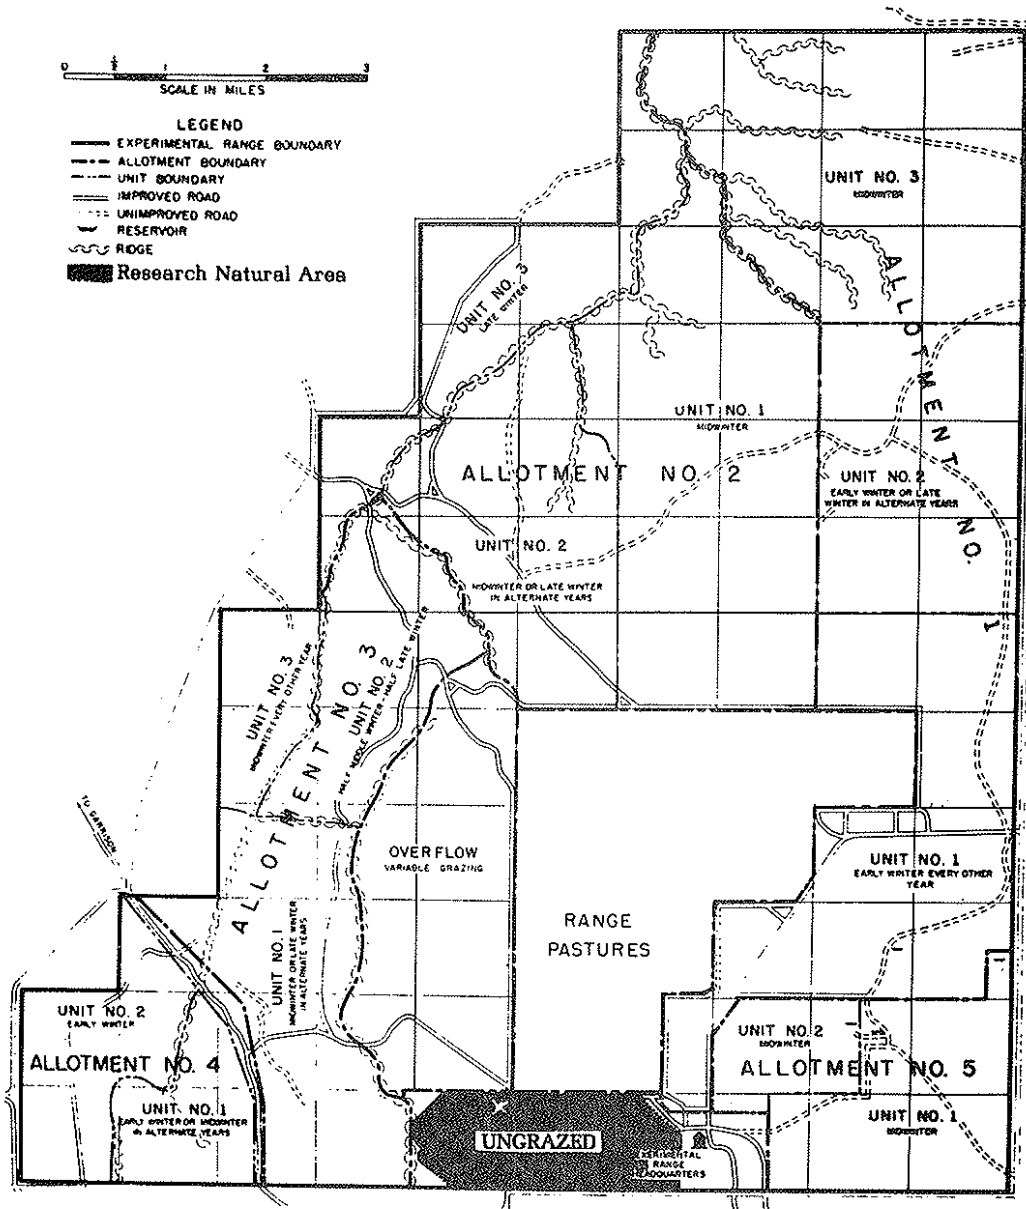 0 ½ 1 2 3
SCALE IN MILES
LEGEND
EXPERIMENTAL RANGE BOUNDARY
ALLOTMENT BOUNDARY
UNIT BOUNDARY
IMPROVED ROAD
UNIMPROVED ROAD
RESERVOIR
RIDGE
Research Natural Area
UNIT NO. 3
MIDWINTER
UNIT NO. 3
LATE WINTER
ALLOTMENT NO. 1
UNIT NO. 1
MIDWINTER
ALLOTMENT NO. 2
UNIT NO. 2
EARLY WINTER OR LATE
WINTER IN ALTERNATE YEARS
UNIT NO. 2
MIDWINTER OR LATE WINTER
IN ALTERNATE YEARS
UNIT NO. 3
MIDWINTER EVERY OTHER YEAR
ALLOTMENT NO. 3
UNIT NO. 2
HALF MIDDLE WINTER - HALF LATE WINTER
TO GARRISON
OVERFLOW
VARIABLE GRAZING
UNIT NO. 1
EARLY WINTER EVERY OTHER
YEAR
RANGE
PASTURES
UNIT NO. 1
MIDWINTER OR LATE WINTER
IN ALTERNATE YEARS
UNIT NO. 2
EARLY WINTER
ALLOTMENT NO. 4
UNIT NO. 1
EARLY WINTER OR MIDWINTER
IN ALTERNATE YEARS
UNIT NO. 2
MIDWINTER
ALLOTMENT NO. 5
UNIT NO. 1
MIDWINTER
UNGRAZED
RANGE